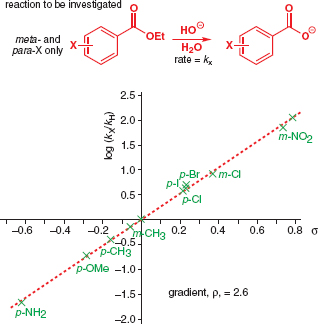 reaction to be investigated
meta- and
para-X only
X
O
OEt
HO⊖
H2O
rate = kx
X
O
O⊖
log (kX/kH)
2.5
2.0
1.5
1.0
0.5
−0.5
−1.0
−1.5
−2.0
−0.6
−0.4
−0.2
0.2
0.4
0.6
0.8
σ
m-NO2
p-Br
m-Cl
p-I
p-Cl
m-CH3
p-CH3
p-OMe
p-NH2
gradient, ρ, = 2.6